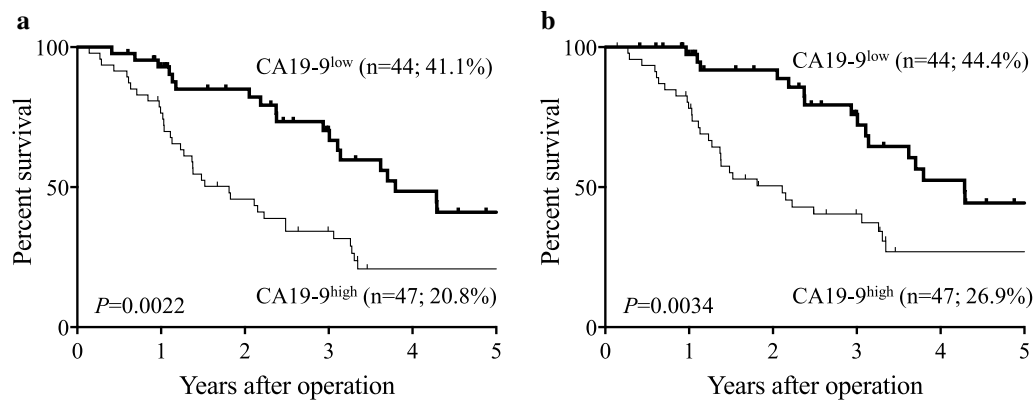 a
Percent survival
100
50
0
CA19-9low (n=44; 41.1%)
CA19-9high (n=47; 20.8%)
P=0.0022
0 1 2 3 4 5
Years after operation
b
Percent survival
100
50
0
CA19-9low (n=44; 44.4%)
CA19-9high (n=47; 26.9%)
P=0.0034
0 1 2 3 4 5
Years after operation